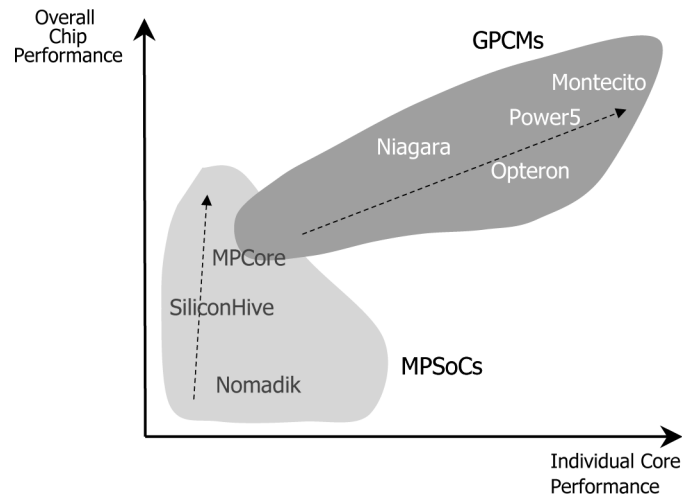 Overall
Chip
Performance
GPCMs
Montecito
Power5
Niagara
Opteron
MPCore
SiliconHive
Nomadik
MPSoCs
Individual Core
Performance